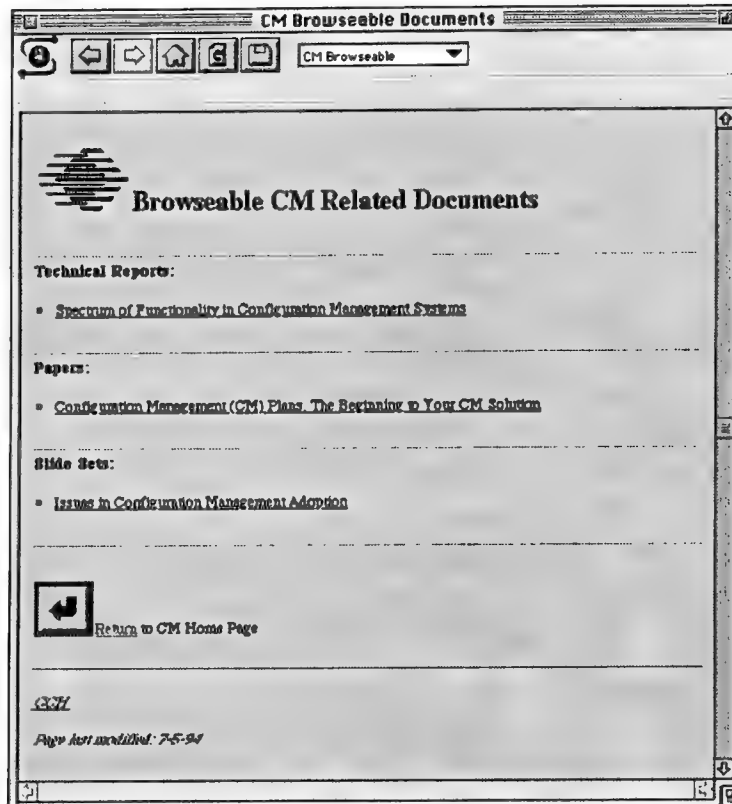 CM Browseable Documents
CM Browseable
Browseable CM Related Documents
Technical Reports:
Spectrum of Functionality in Configuration Management Systems
Papers:
Configuration Management (CM) Plans, The Beginning to Your CM Solution
Slide Sets:
Issues in Configuration Management Adoption
Return to CM Home Page
Page last modified: 7-5-94